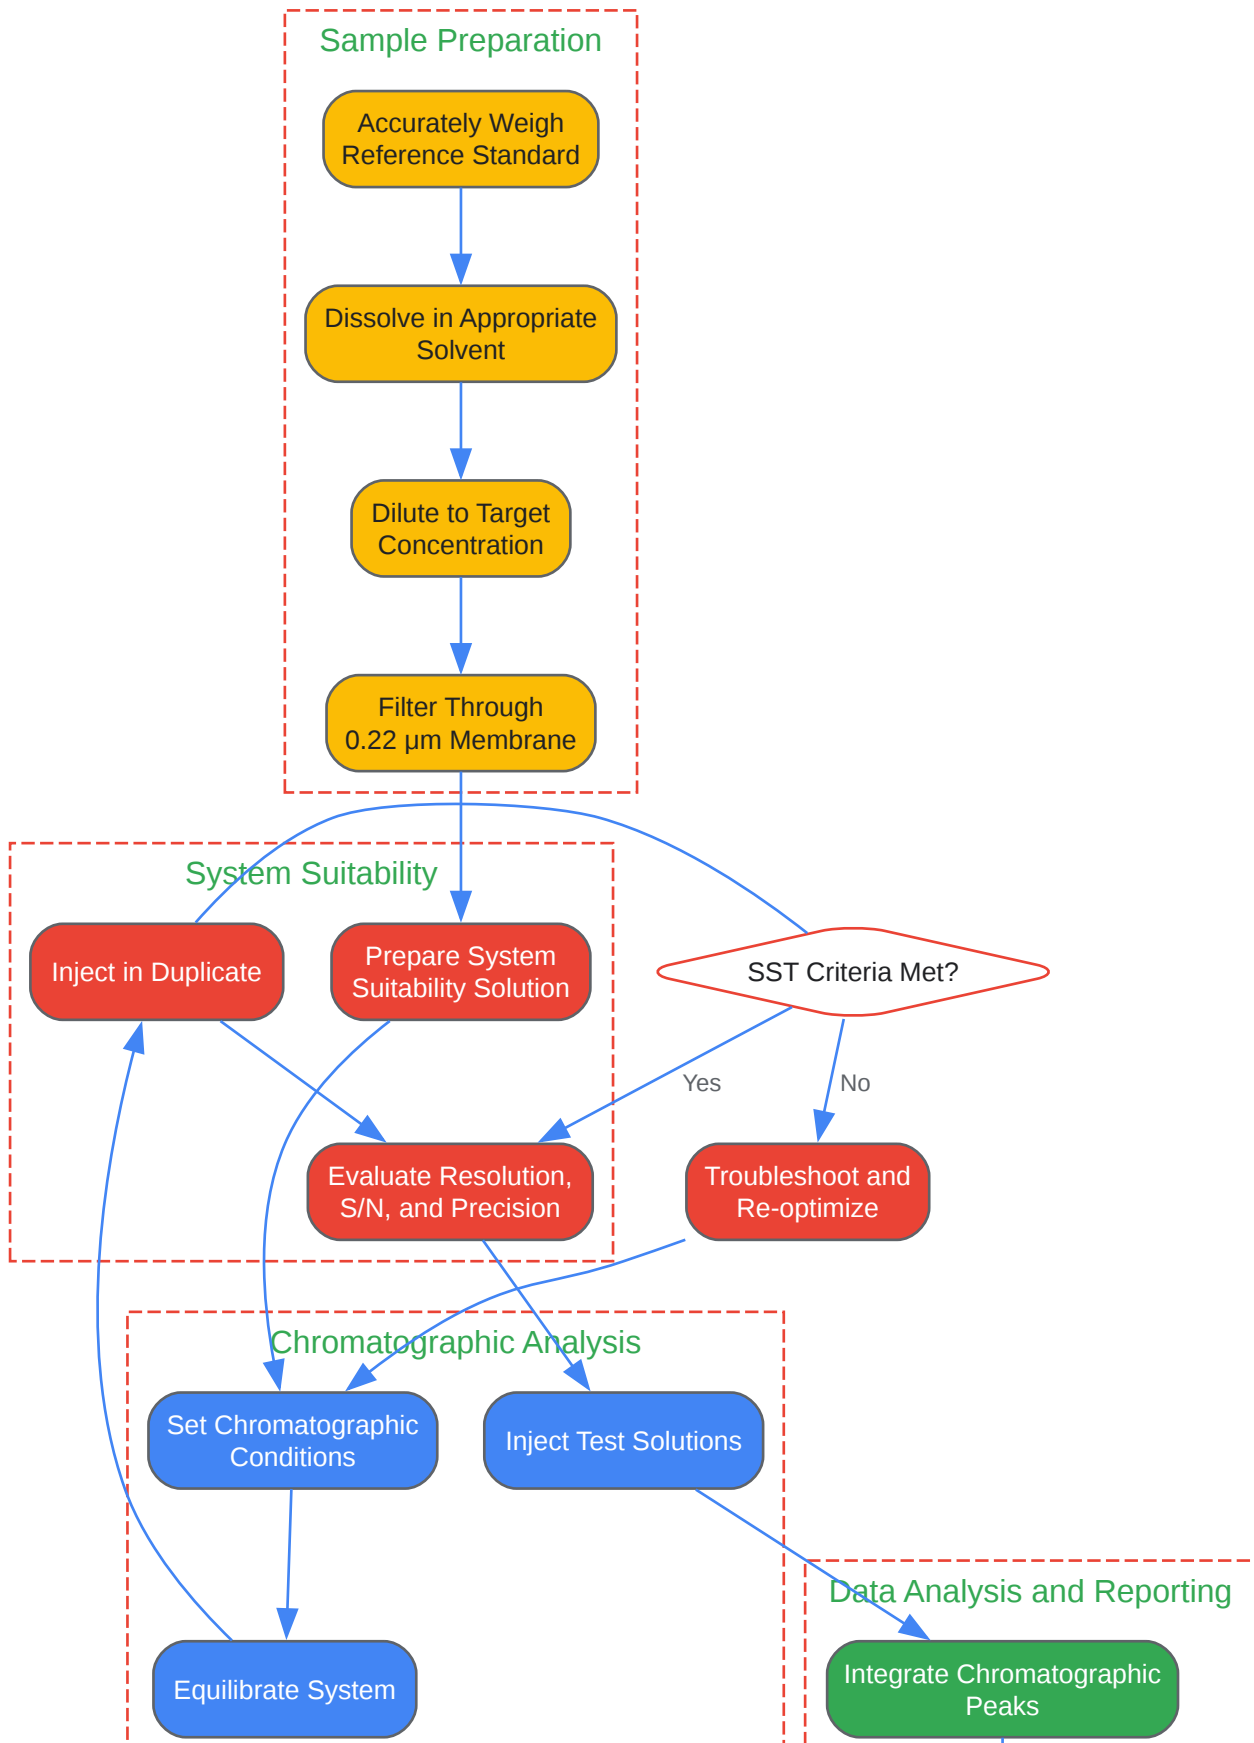 Sample Preparation
Accurately Weigh
Reference Standard
Dissolve in Appropriate
Solvent
Dilute to Target
Concentration
Filter Through
0.22 μm Membrane
System Suitability
Inject in Duplicate
Prepare System
Suitability Solution
SST Criteria Met?
Yes
No
Evaluate Resolution,
S/N, and Precision
Troubleshoot and
Re-optimize
Chromatographic Analysis
Set Chromatographic
Conditions
Inject Test Solutions
Data Analysis and Reporting
Equilibrate System
Integrate Chromatographic
Peaks